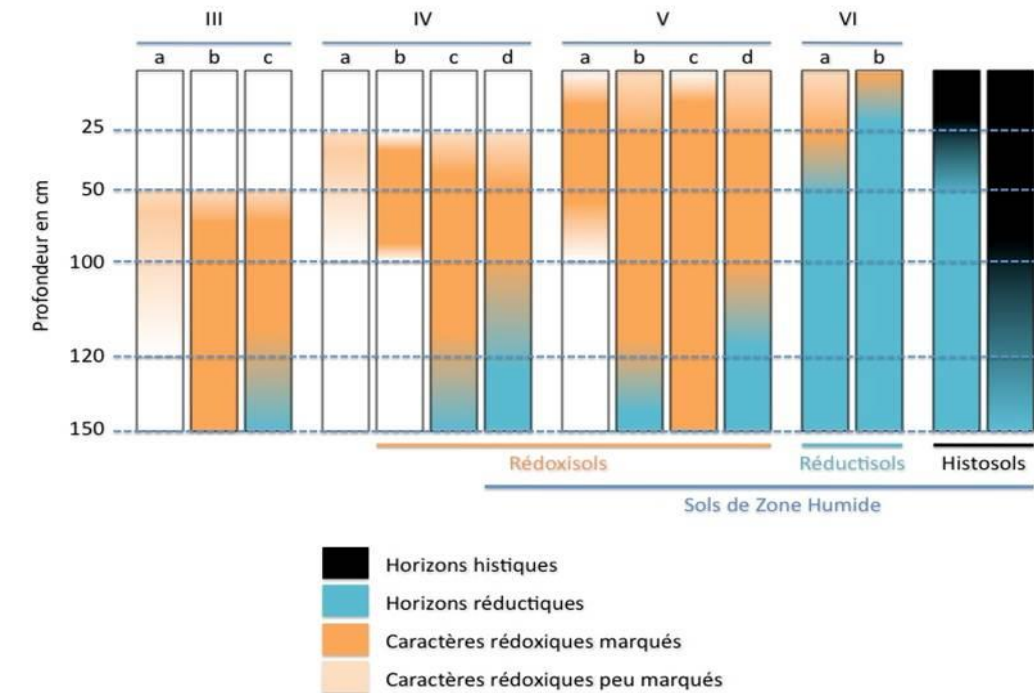 III IV V VI
a b c a b c d a b c d a b
Profondeur en cm
25
50
100
120
150
Rédoxisols Réductisols Histosols
Sols de Zone Humide
Horizons histiques
Horizons réductiques
Caractères rédoxiques marqués
Caractères rédoxiques peu marqués